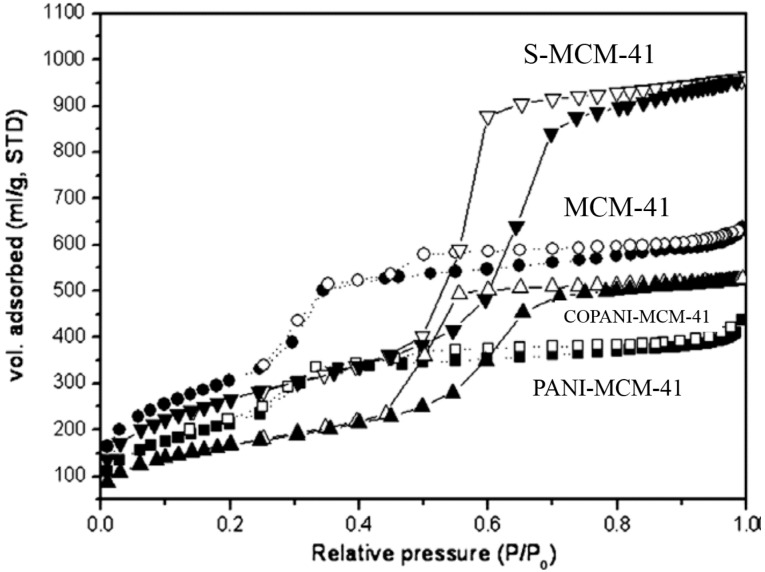 1100
1000
900
800
700
600
500
400
300
200
100
vol. adsorbed (ml/g, STD)
S-MCM-41
MCM-41
COPANI-MCM-41
PANI-MCM-41
0.0 0.2 0.4 0.6 0.8 1.00
Relative pressure (P/P₀)